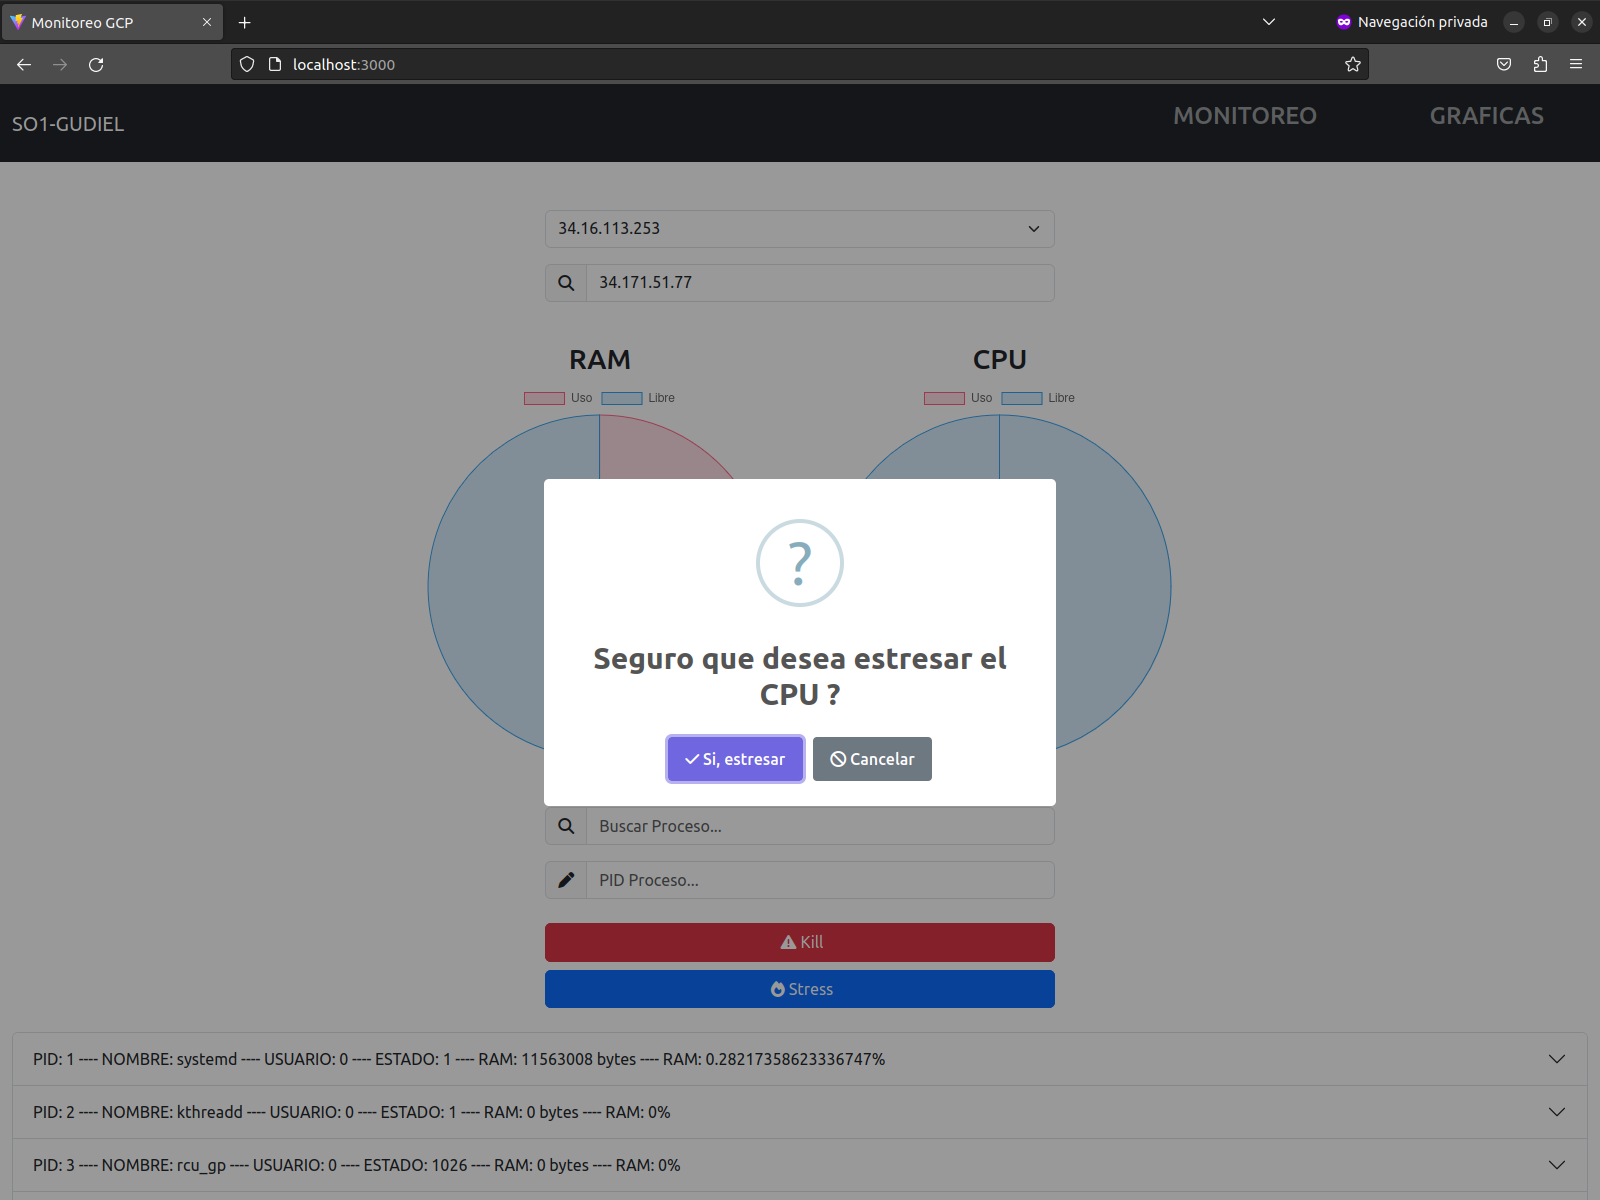 Monitoreo GCP
Navegación privada
localhost:3000
SO1-GUDIEL
MONITOREO
GRAFICAS
34.16.113.253
34.171.51.77
RAM
CPU
Uso Libre
Uso Libre
?
Seguro que desea estresar el
CPU ?
Si, estresar
Cancelar
Buscar Proceso...
PID Proceso...
Kill
Stress
PID: 1 ---- NOMBRE: systemd ---- USUARIO: 0 ---- ESTADO: 1 ---- RAM: 11563008 bytes ---- RAM: 0.28217358623336747%
PID: 2 ---- NOMBRE: kthreadd ---- USUARIO: 0 ---- ESTADO: 1 ---- RAM: 0 bytes ---- RAM: 0%
PID: 3 ---- NOMBRE: rcu_gp ---- USUARIO: 0 ---- ESTADO: 1026 ---- RAM: 0 bytes ---- RAM: 0%